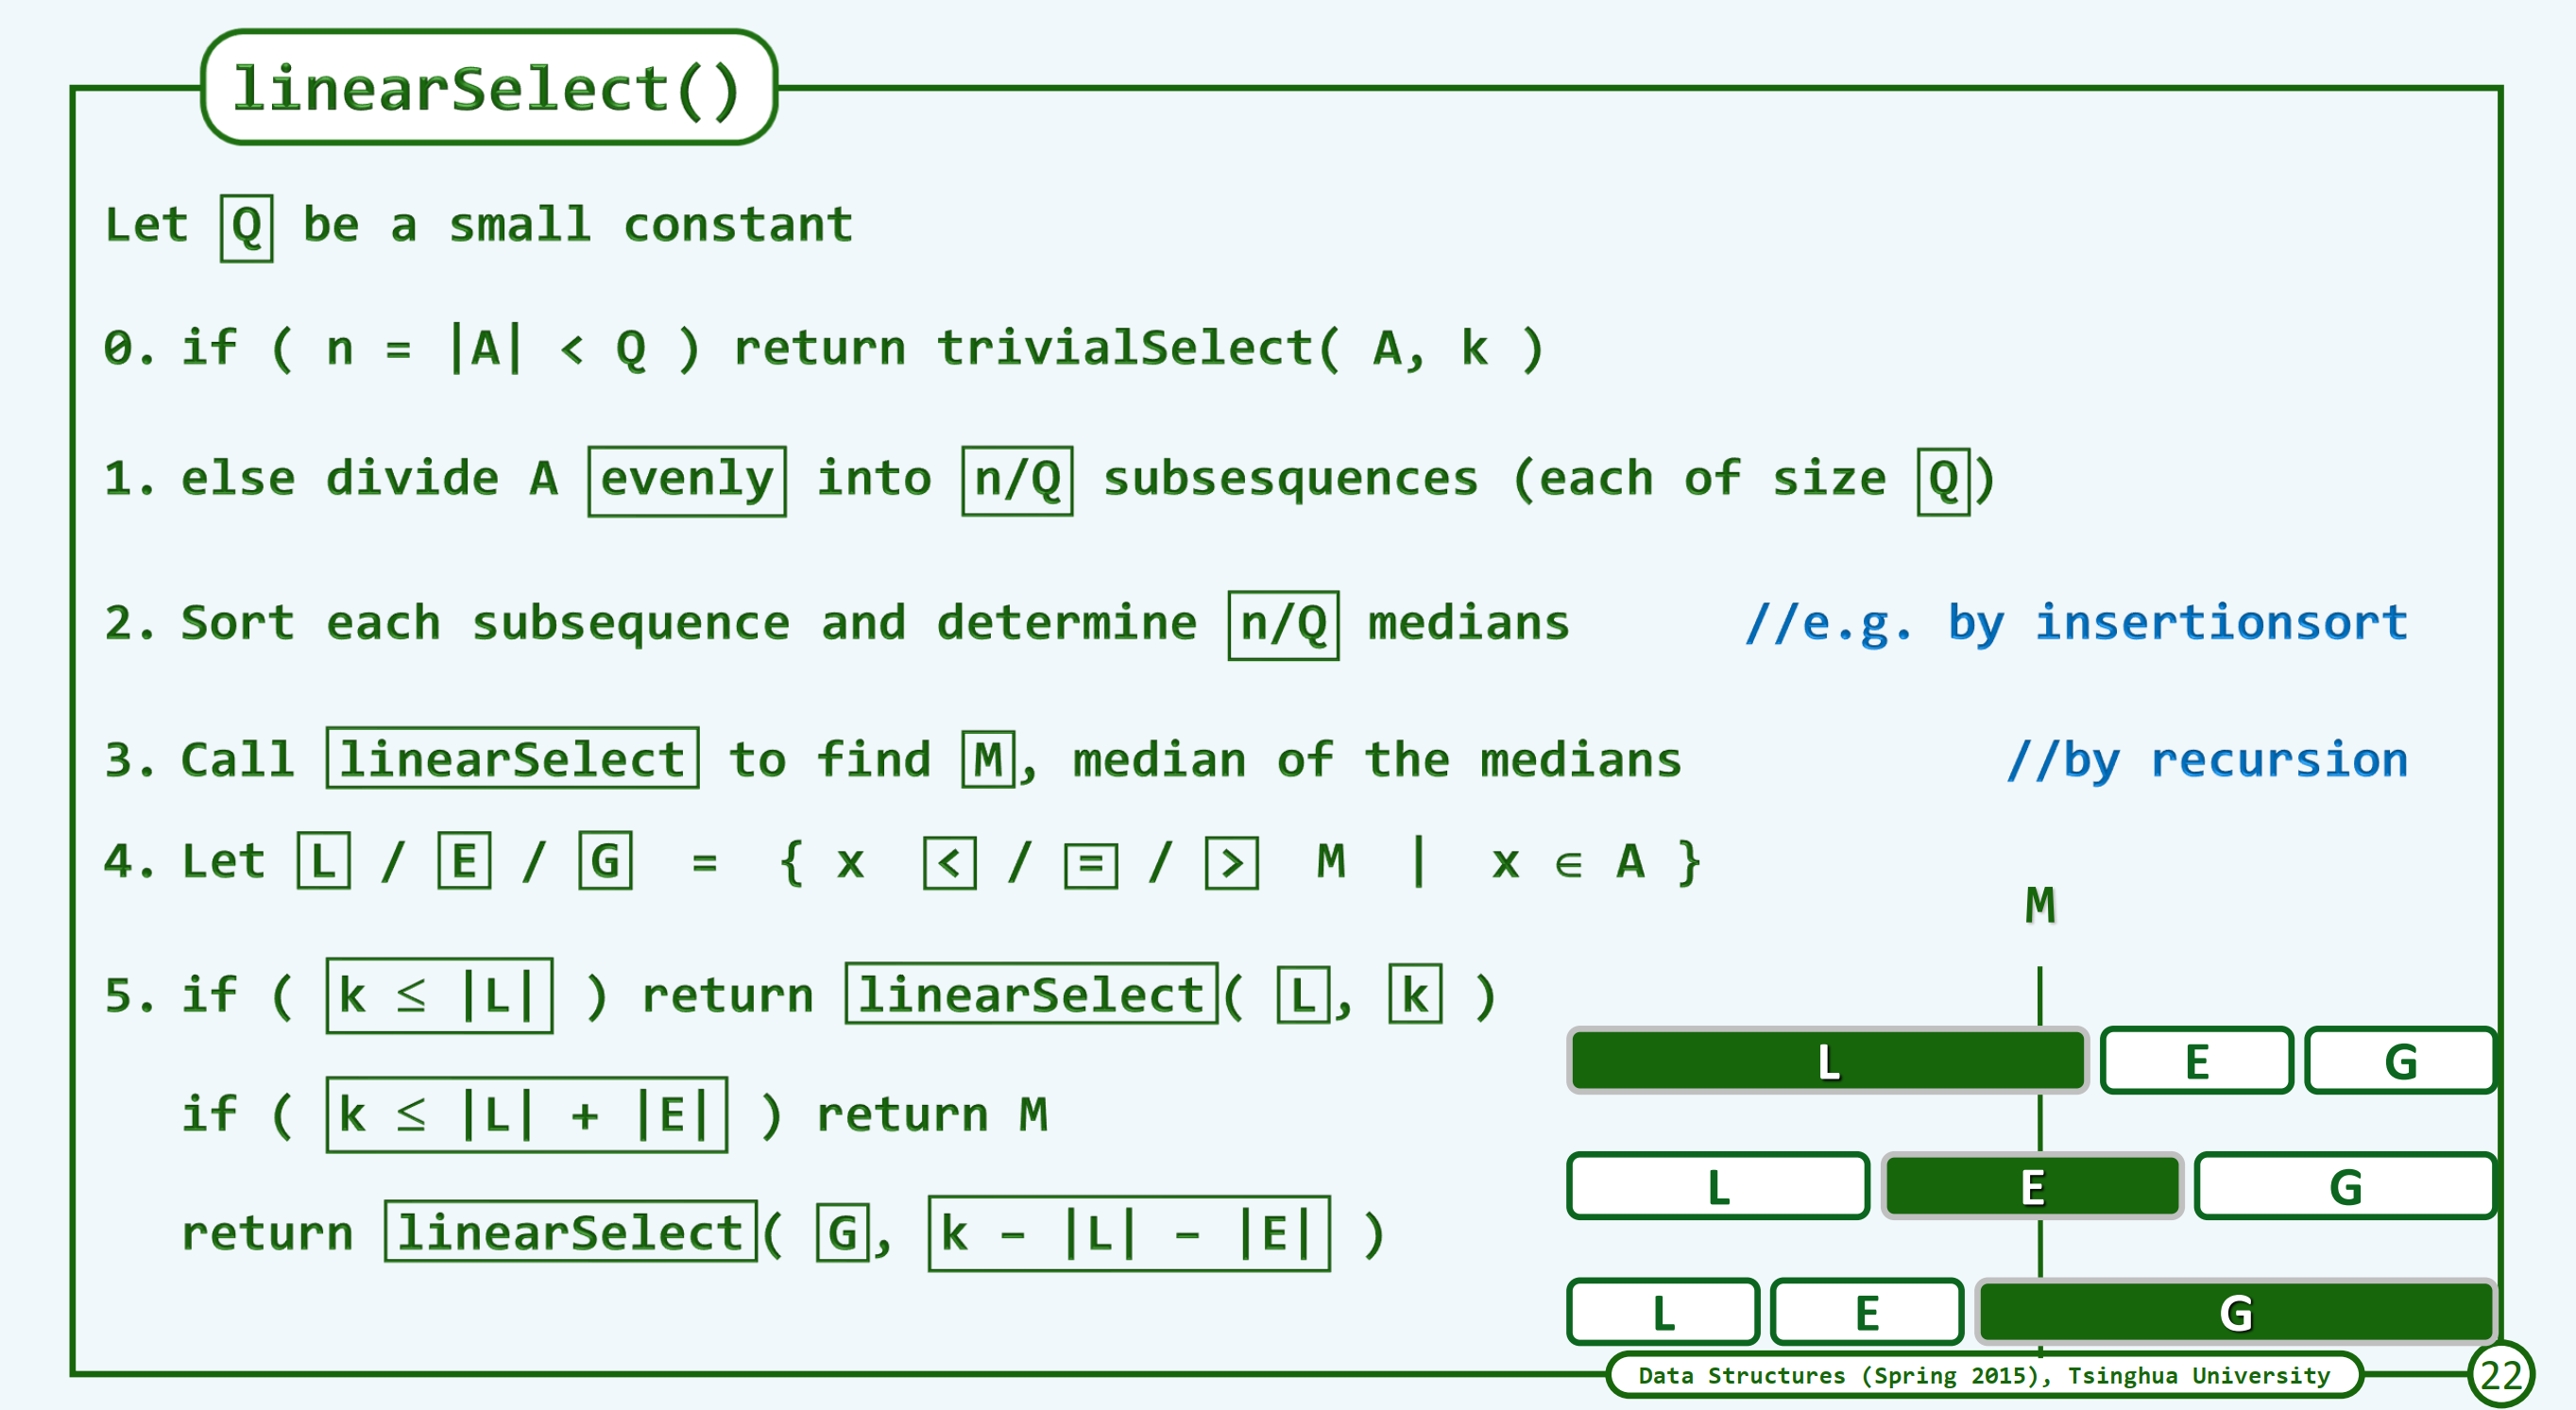 linearSelect()
Let Q be a small constant
0. if ( n = |A| < Q ) return trivialSelect( A, k )
1. else divide A evenly into n/Q subsesquences (each of size Q)
2. Sort each subsequence and determine n/Q medians //e.g. by insertionsort
3. Call linearSelect to find M, median of the medians //by recursion
4. Let L / E / G = { x < / = / > M | x ∈ A }
M
5. if ( k ≤ |L| ) return linearSelect( L, k )
L E G
if ( k ≤ |L| + |E| ) return M
L E G
return linearSelect( G, k – |L| – |E| )
L E G
Data Structures (Spring 2015), Tsinghua University
22